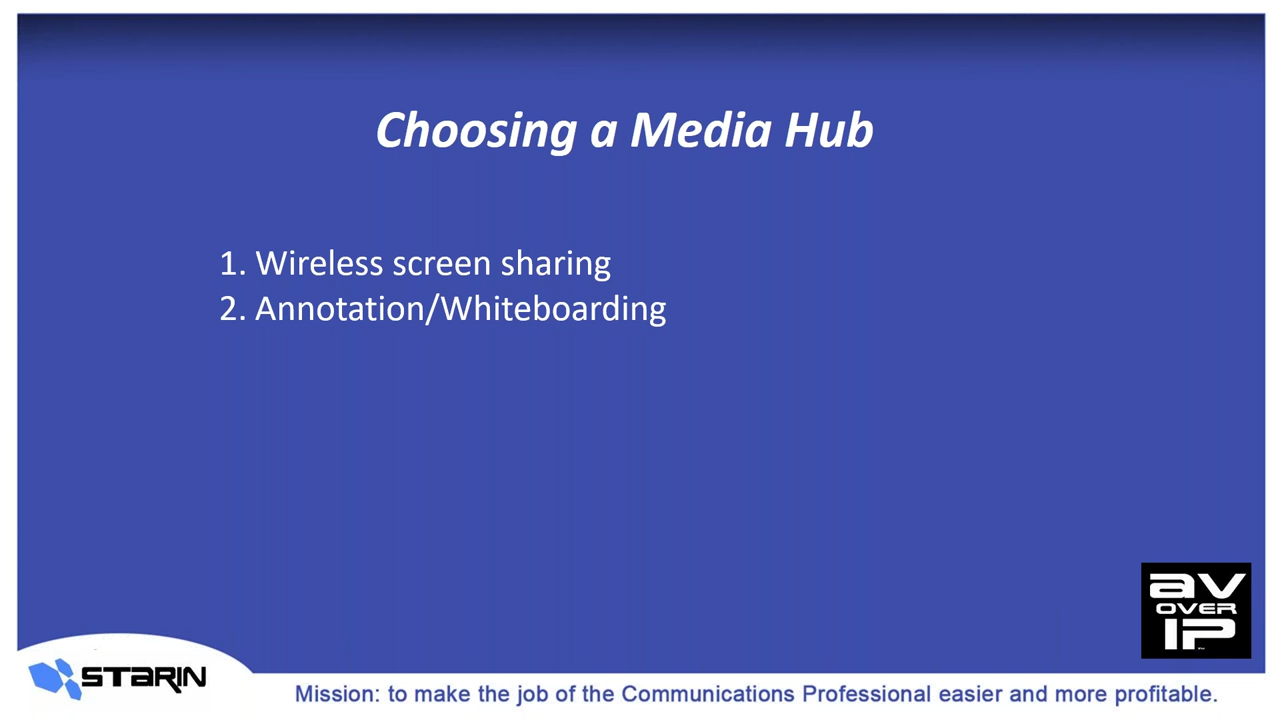 Choosing a Media Hub
1. Wireless screen sharing
2. Annotation/Whiteboarding
av
OVER
IP
STARIN
Mission: to make the job of the Communications Professional easier and more profitable.